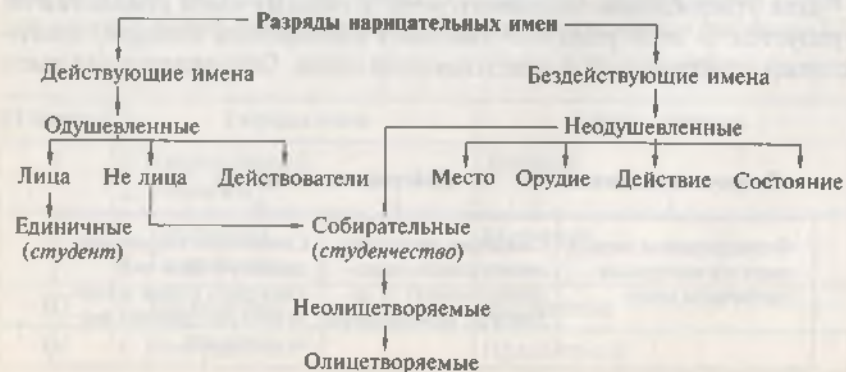 Разряды нарицательных имен
Действующие имена Бездействующие имена
Одушевленные Неодушевленные
Лица Не лица Действователи Место Орудие Действие Состояние
Единичные Собирательные
(студент) (студенчество)
Неолицетворяемые
Олицетворяемые